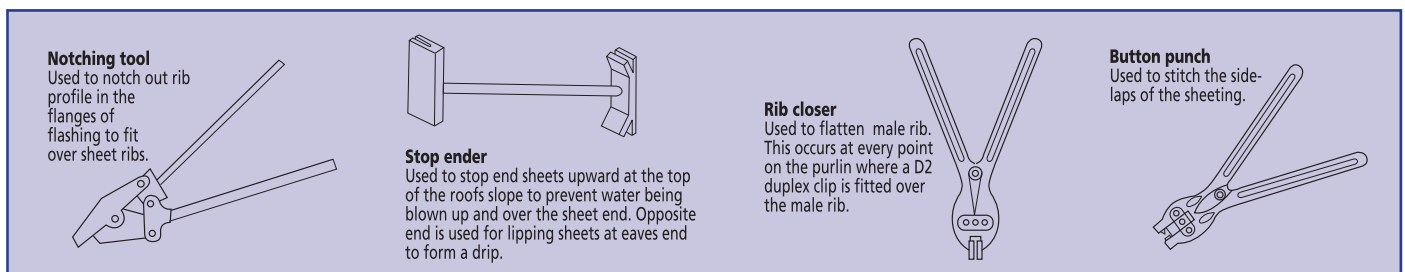 Notching tool
Used to notch out rib
profile in the
flanges of
flashing to fit
over sheet ribs.
Stop ender
Used to stop end sheets upward at the top
of the roofs slope to prevent water being
blown up and over the sheet end. Opposite
end is used for lipping sheets at eaves end
to form a drip.
Rib closer
Used to flatten male rib.
This occurs at every point
on the purlin where a D2
duplex clip is fitted over
the male rib.
Button punch
Used to stitch the side-
laps of the sheeting.